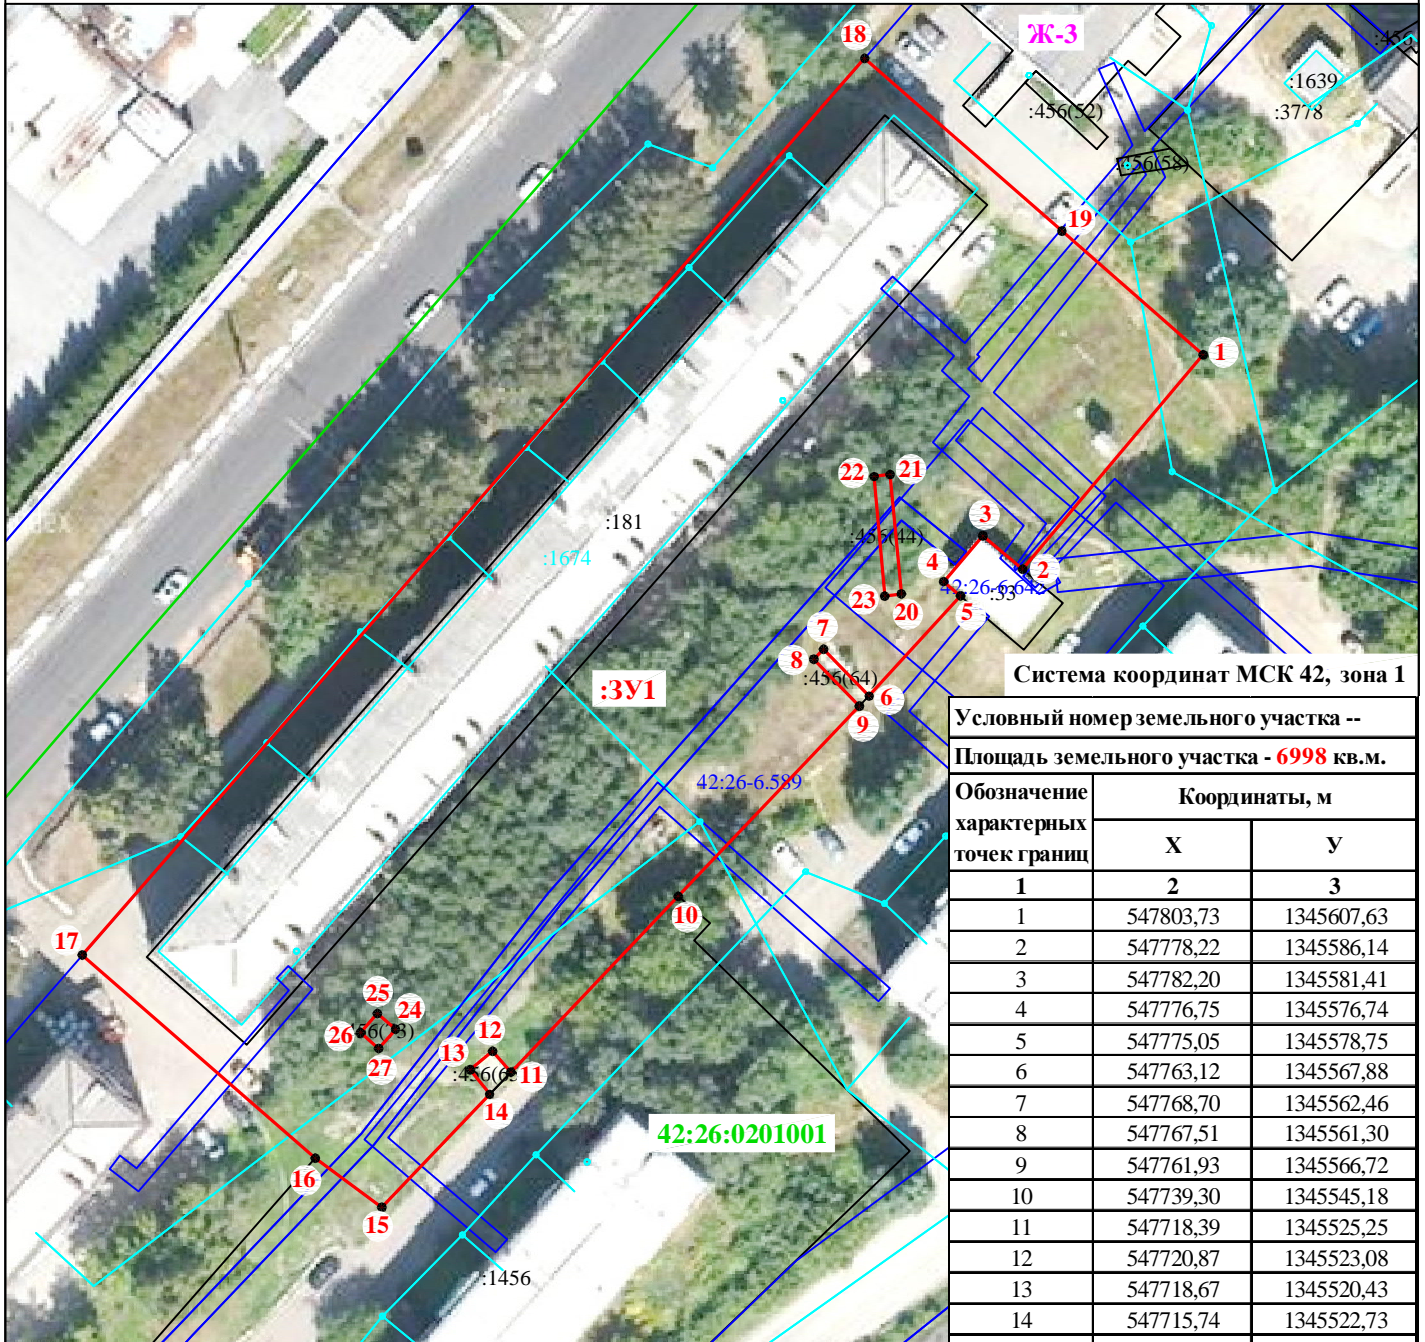 18
Ж-3
:1639
:3778
:456(52)
:456(58)
19
1
22
21
:181
:1674
:456(44)
3
4
2
:33
5
23
20
7
8
:456(64)
:ЗУ1
6
9
42:26-6.589
10
17
25
24
26
27
12
13
11
14
42:26:0201001
16
15
:1456
Система координат МСК 42, зона 1
Условный номер земельного участка --
Площадь земельного участка - 6998 кв.м.
Обозначение характерных точек границ
Координаты, м
Х У
1 2 3
1 547803,73 1345607,63
2 547778,22 1345586,14
3 547782,20 1345581,41
4 547776,75 1345576,74
5 547775,05 1345578,75
6 547763,12 1345567,88
7 547768,70 1345562,46
8 547767,51 1345561,30
9 547761,93 1345566,72
10 547739,30 1345545,18
11 547718,39 1345525,25
12 547720,87 1345523,08
13 547718,67 1345520,43
14 547715,74 1345522,73